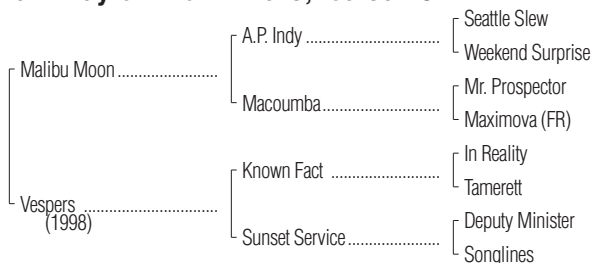 Seattle Slew
A.P. Indy ................................
Weekend Surprise
Malibu Moon ........................
Mr. Prospector
Macoumba ............................
Maximova (FR)
In Reality
Known Fact ..........................
Tamerett
Vespers ................................
(1998)
Deputy Minister
Sunset Service ......................
Songlines